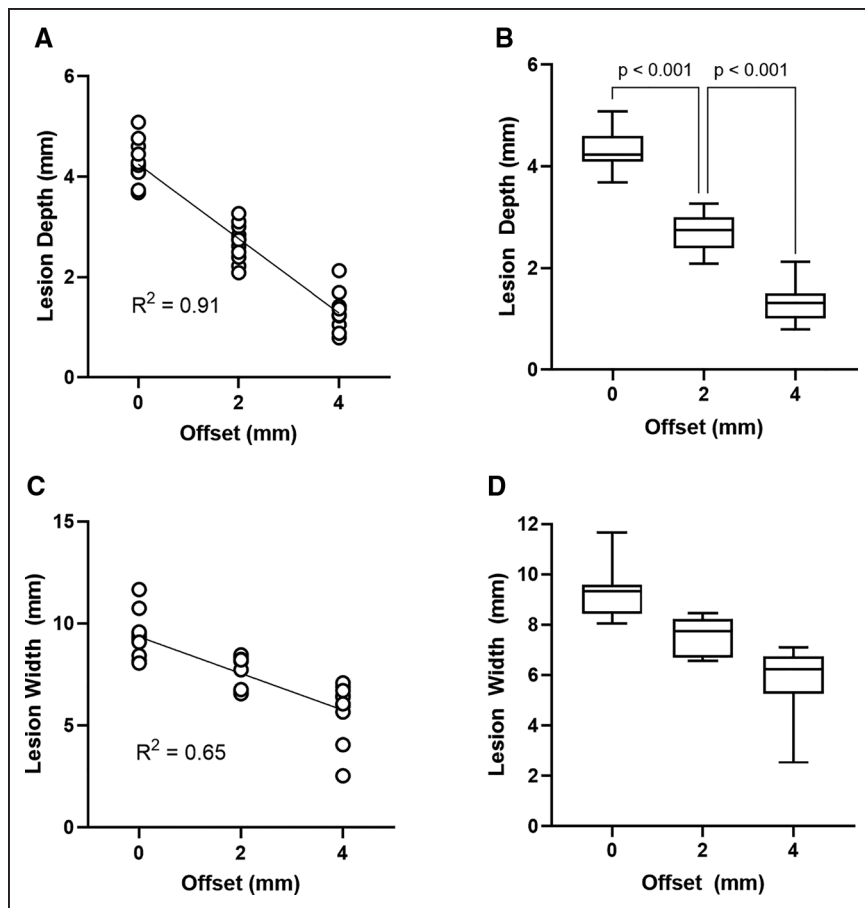 A
6
4
2
0
Lesion Depth (mm)
R² = 0.91
0 2 4
Offset (mm)
B
6
4
2
0
Lesion Depth (mm)
p < 0.001 p < 0.001
0 2 4
Offset (mm)
C
15
10
5
0
Lesion Width (mm)
R² = 0.65
0 2 4
Offset (mm)
D
12
10
8
6
4
2
0
Lesion Width (mm)
0 2 4
Offset (mm)